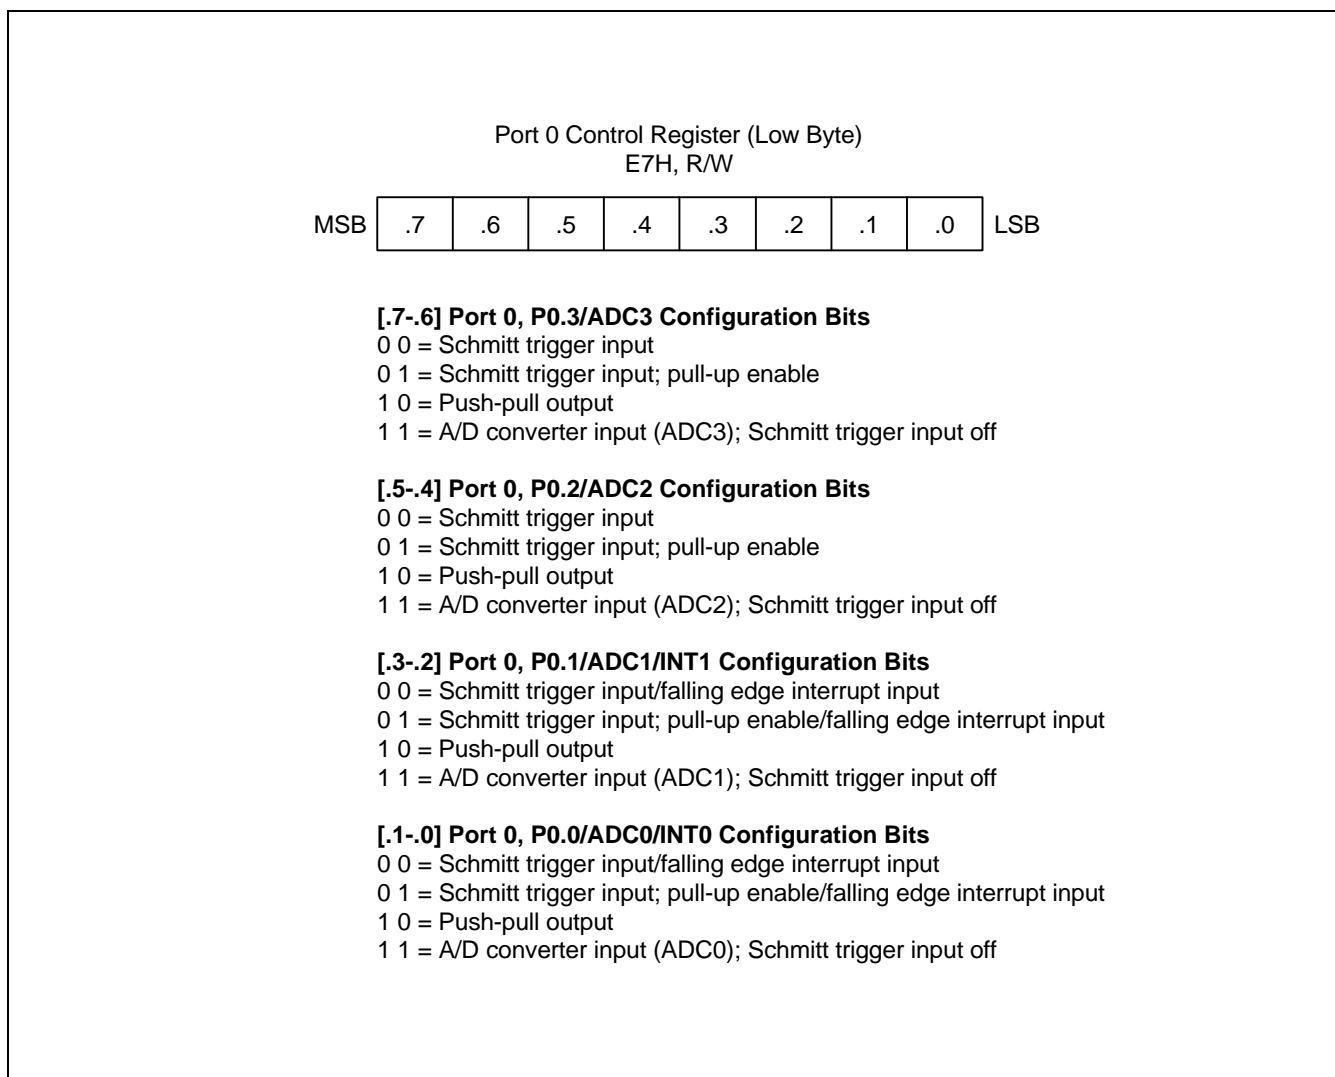 Port 0 Control Register (Low Byte)
E7H, R/W
MSB .7 .6 .5 .4 .3 .2 .1 .0 LSB
[.7-.6] Port 0, P0.3/ADC3 Configuration Bits
0 0 = Schmitt trigger input
0 1 = Schmitt trigger input; pull-up enable
1 0 = Push-pull output
1 1 = A/D converter input (ADC3); Schmitt trigger input off
[.5-.4] Port 0, P0.2/ADC2 Configuration Bits
0 0 = Schmitt trigger input
0 1 = Schmitt trigger input; pull-up enable
1 0 = Push-pull output
1 1 = A/D converter input (ADC2); Schmitt trigger input off
[.3-.2] Port 0, P0.1/ADC1/INT1 Configuration Bits
0 0 = Schmitt trigger input/falling edge interrupt input
0 1 = Schmitt trigger input; pull-up enable/falling edge interrupt input
1 0 = Push-pull output
1 1 = A/D converter input (ADC1); Schmitt trigger input off
[.1-.0] Port 0, P0.0/ADC0/INT0 Configuration Bits
0 0 = Schmitt trigger input/falling edge interrupt input
0 1 = Schmitt trigger input; pull-up enable/falling edge interrupt input
1 0 = Push-pull output
1 1 = A/D converter input (ADC0); Schmitt trigger input off